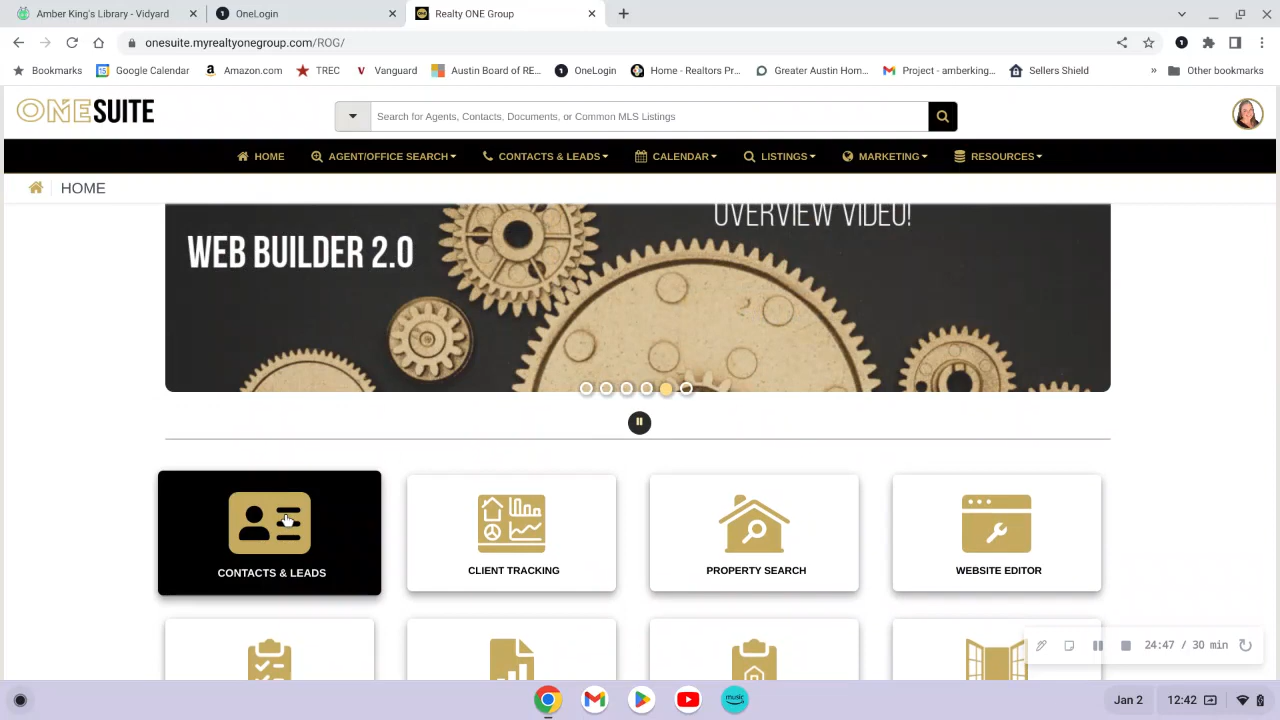 Amber King's Library - Vidyard
OneLogin
Realty ONE Group
onesuite.myrealtyonegroup.com/ROG/
Bookmarks
Google Calendar
Amazon.com
TREC
Vanguard
Austin Board of RE...
OneLogin
Home - Realtors Pr...
Greater Austin Hom...
Project - amberking...
Sellers Shield
»
Other bookmarks
ONESUITE
Search for Agents, Contacts, Documents, or Common MLS Listings
HOME
AGENT/OFFICE SEARCH
CONTACTS & LEADS
CALENDAR
LISTINGS
MARKETING
RESOURCES
HOME
OVERVIEW VIDEO!
WEB BUILDER 2.0
CONTACTS & LEADS
CLIENT TRACKING
PROPERTY SEARCH
WEBSITE EDITOR
24:47 / 30 min
music
Jan 2
12:42